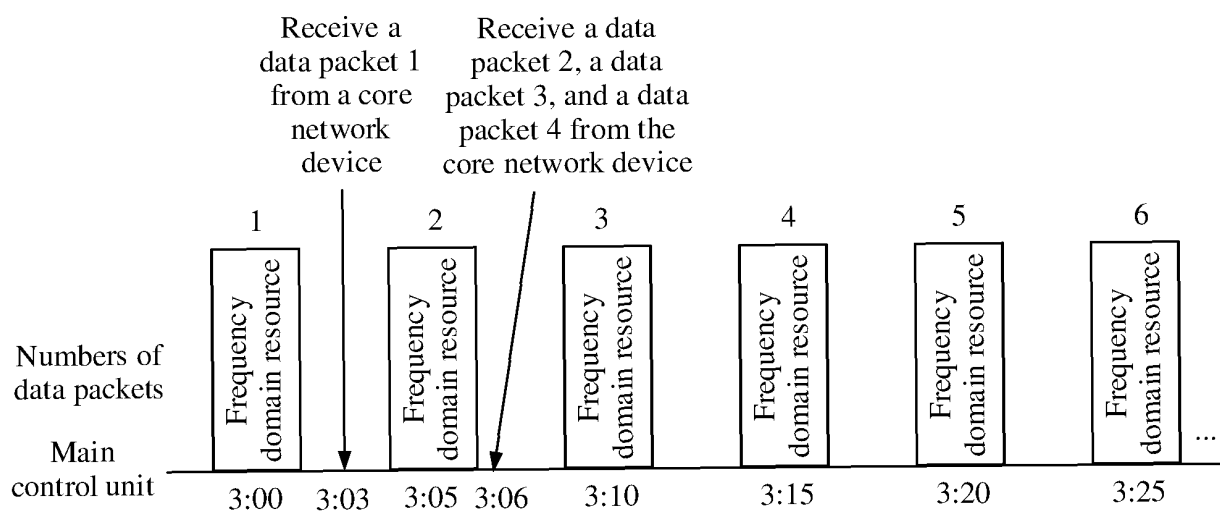 Receive a
data packet 1
from a core
network
device
Receive a data
packet 2, a data
packet 3, and a data
packet 4 from the
core network device
1
2
3
4
5
6
Frequency
domain resource
Frequency
domain resource
Frequency
domain resource
Frequency
domain resource
Frequency
domain resource
Frequency
domain resource
Numbers of
data packets
Main
control unit
...
3:00
3:03
3:05
3:06
3:10
3:15
3:20
3:25